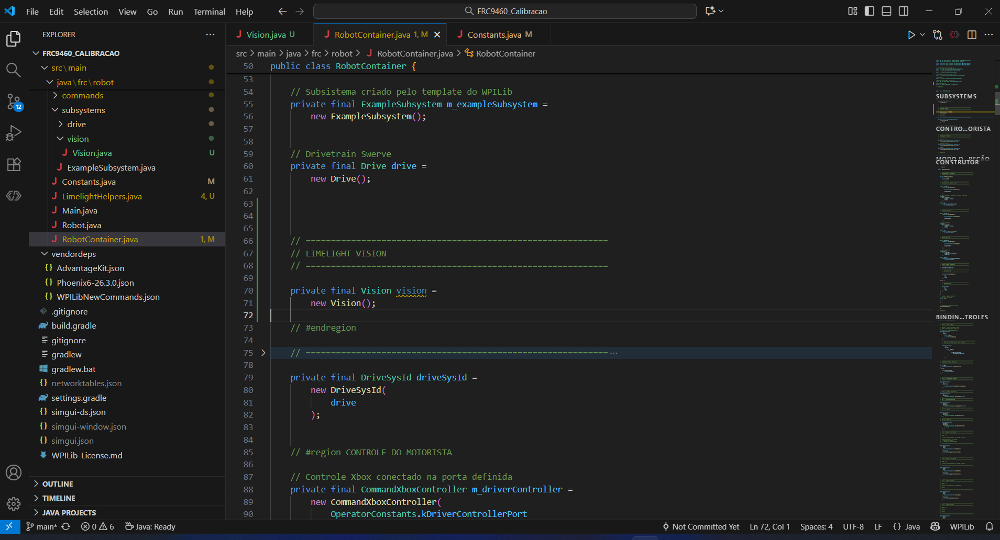 File Edit Selection View Go Run Terminal Help
FRC9460_Calibracao
EXPLORER
FRC9460_CALIBRACAO
src\main
java\frc\robot
commands
subsystems
drive
vision
Vision.java U
ExampleSubsystem.java
Constants.java M
LimelightHelpers.java 4, U
Main.java
Robot.java
RobotContainer.java 1, M
vendordeps
{} AdvantageKit.json
{} Phoenix6-26.3.0.json
{} WPILibNewCommands.json
.gitignore
build.gradle
gitignore
gradlew
gradlew.bat
{} networktables.json
settings.gradle
{} simgui-ds.json
{} simgui-window.json
{} simgui.json
WPILib-License.md
OUTLINE
TIMELINE
JAVA PROJECTS
12
J Vision.java U
J RobotContainer.java 1, M
J Constants.java M
src > main > java > frc > robot > J RobotContainer.java > RobotContainer
50 public class RobotContainer {
53
54 // Subsistema criado pelo template do WPILib
55 private final ExampleSubsystem m_exampleSubsystem =
56 new ExampleSubsystem();
57
58
59 // Drivetrain Swerve
60 private final Drive drive =
61 new Drive();
62
63
64
65
66 // ============================================================
67 // LIMELIGHT VISION
68 // ============================================================
69
70 private final Vision vision =
71 new Vision();
72
73 // #endregion
74
75 // ============================================================ ...
78
79 private final DriveSysId driveSysId =
80 new DriveSysId(
81 drive
82 );
83
84
85 // #region CONTROLE DO MOTORISTA
86
87 // Controle Xbox conectado na porta definida
88 private final CommandXboxController m_driverController =
89 new CommandXboxController(
90 OperatorConstants.kDriverControllerPort
SUBSYSTEMS
CONTRO...ORISTA
MODO D...REÇÃO
CONSTRUTOR
BINDIN...TROLES
main* 0 6 Java: Ready
Not Committed Yet Ln 72, Col 1 Spaces: 4 UTF-8 LF {} Java WPILib